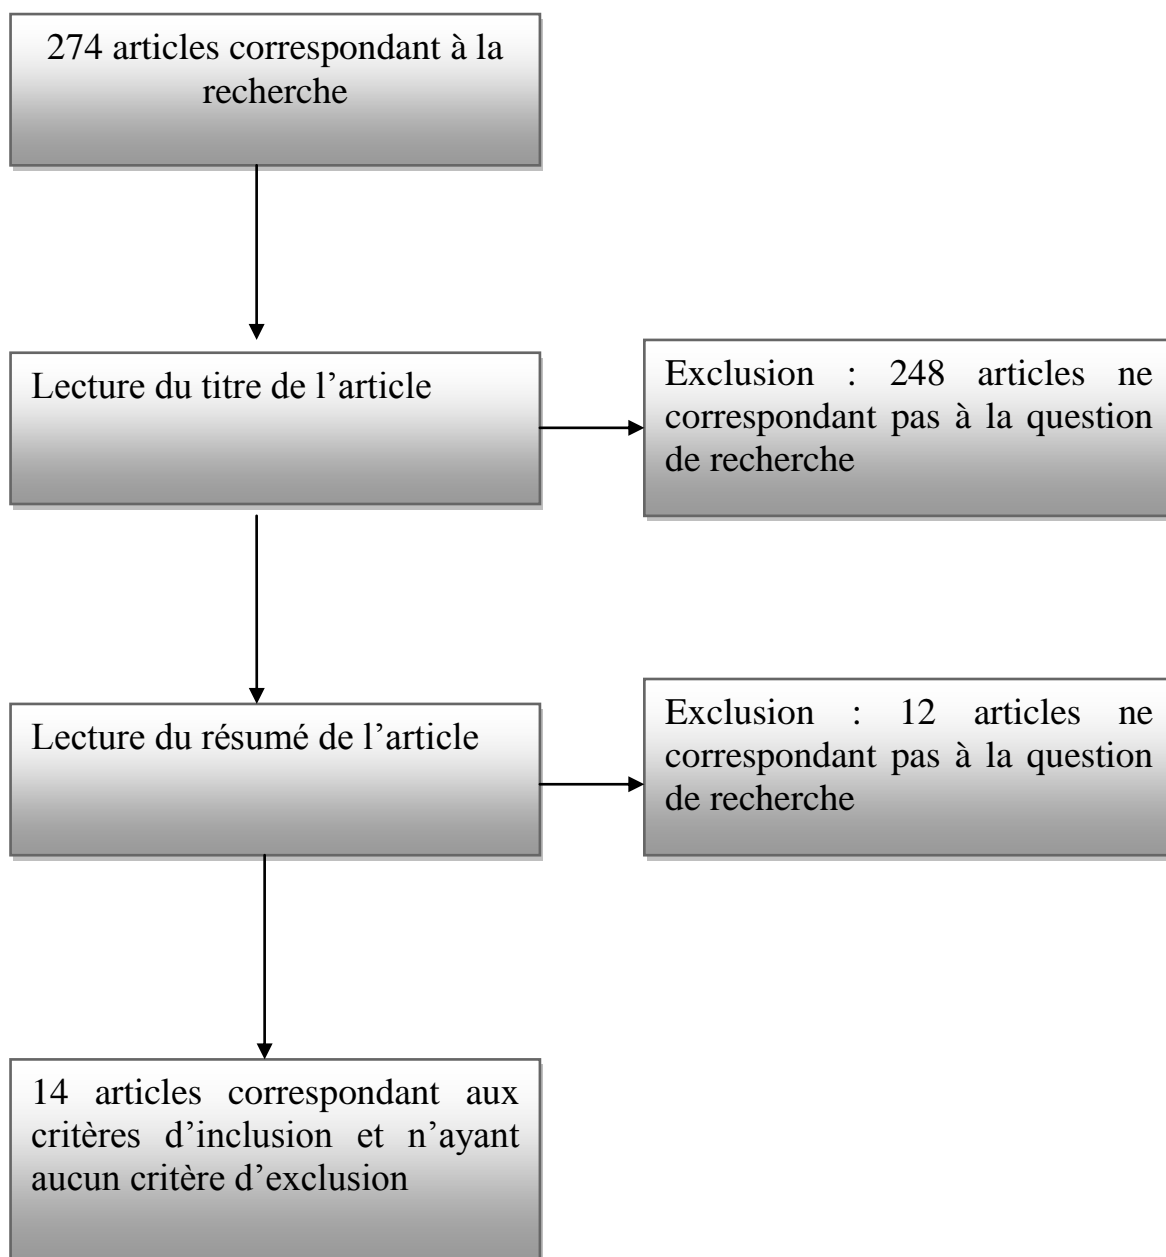 274 articles correspondant à la
recherche
Lecture du titre de l’article
Exclusion : 248 articles ne
correspondant pas à la question
de recherche
Lecture du résumé de l’article
Exclusion : 12 articles ne
correspondant pas à la question
de recherche
14 articles correspondant aux
critères d’inclusion et n’ayant
aucun critère d’exclusion